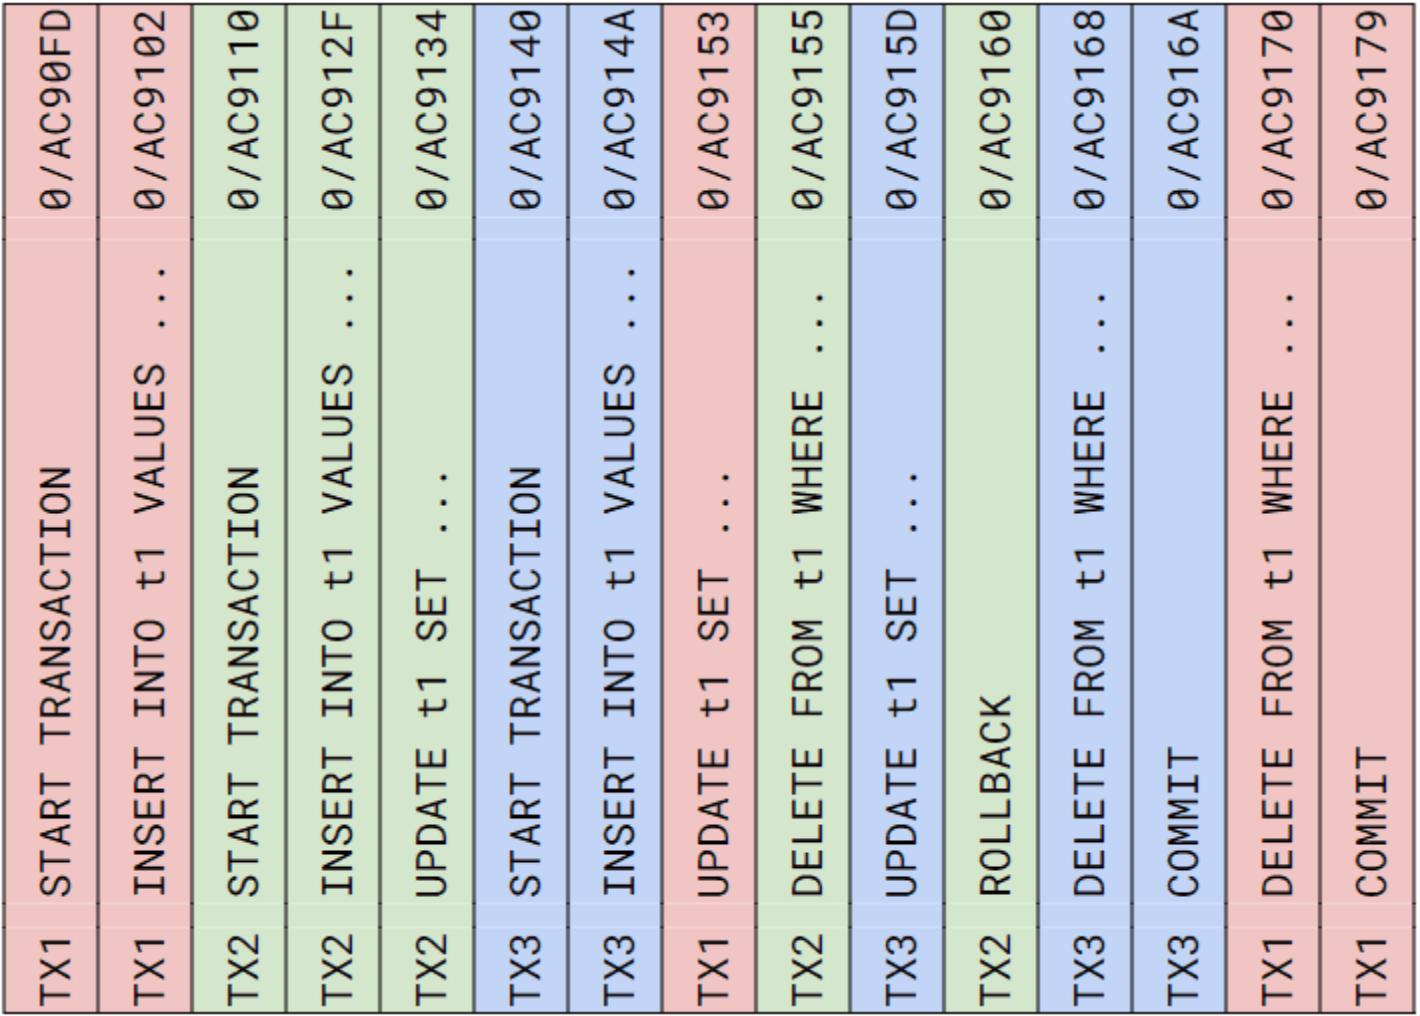 TX1 START TRANSACTION 0/AC90FD
TX1 INSERT INTO t1 VALUES ... 0/AC9102
TX2 START TRANSACTION 0/AC9110
TX2 INSERT INTO t1 VALUES ... 0/AC912F
TX2 UPDATE t1 SET ... 0/AC9134
TX3 START TRANSACTION 0/AC9140
TX3 INSERT INTO t1 VALUES ... 0/AC914A
TX1 UPDATE t1 SET ... 0/AC9153
TX2 DELETE FROM t1 WHERE ... 0/AC9155
TX3 UPDATE t1 SET ... 0/AC915D
TX2 ROLLBACK 0/AC9160
TX3 DELETE FROM t1 WHERE ... 0/AC9168
TX3 COMMIT 0/AC916A
TX1 DELETE FROM t1 WHERE ... 0/AC9170
TX1 COMMIT 0/AC9179